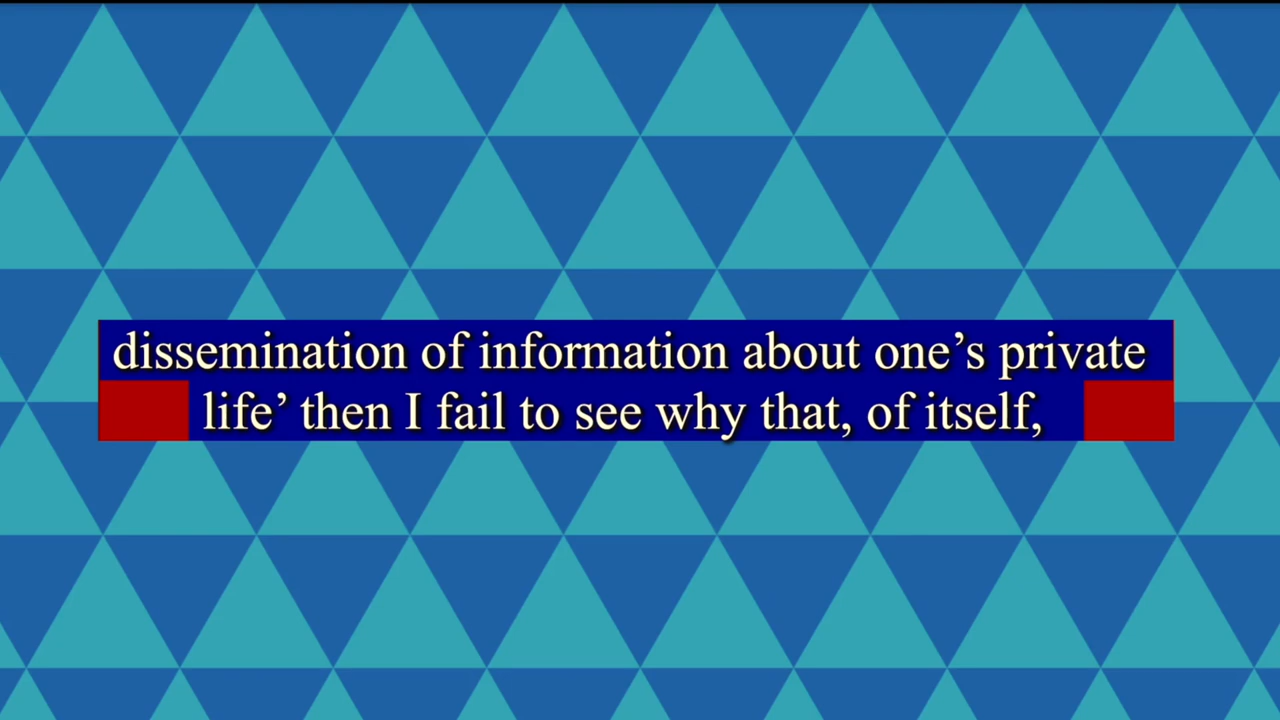 dissemination of information about one’s private
life’ then I fail to see why that, of itself,